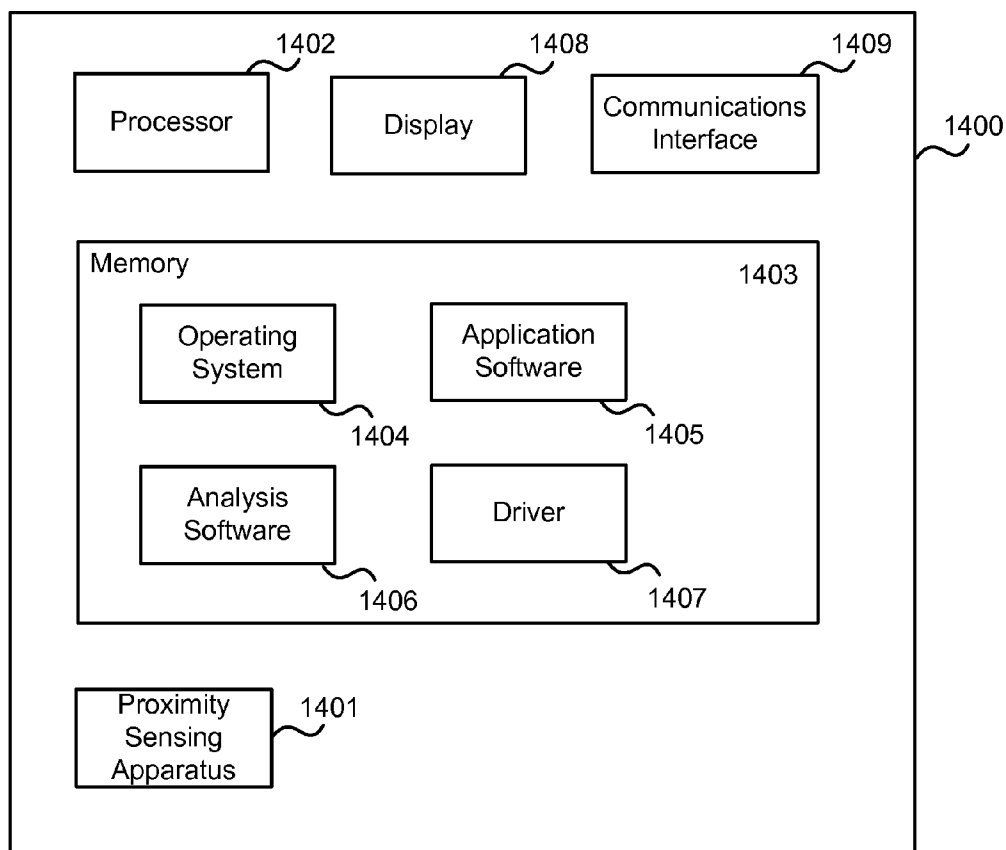 1402
1408
1409
Processor
Display
Communications
Interface
1400
Memory
1403
Operating
System
Application
Software
1404
1405
Analysis
Software
Driver
1406
1407
Proximity
Sensing
Apparatus
1401